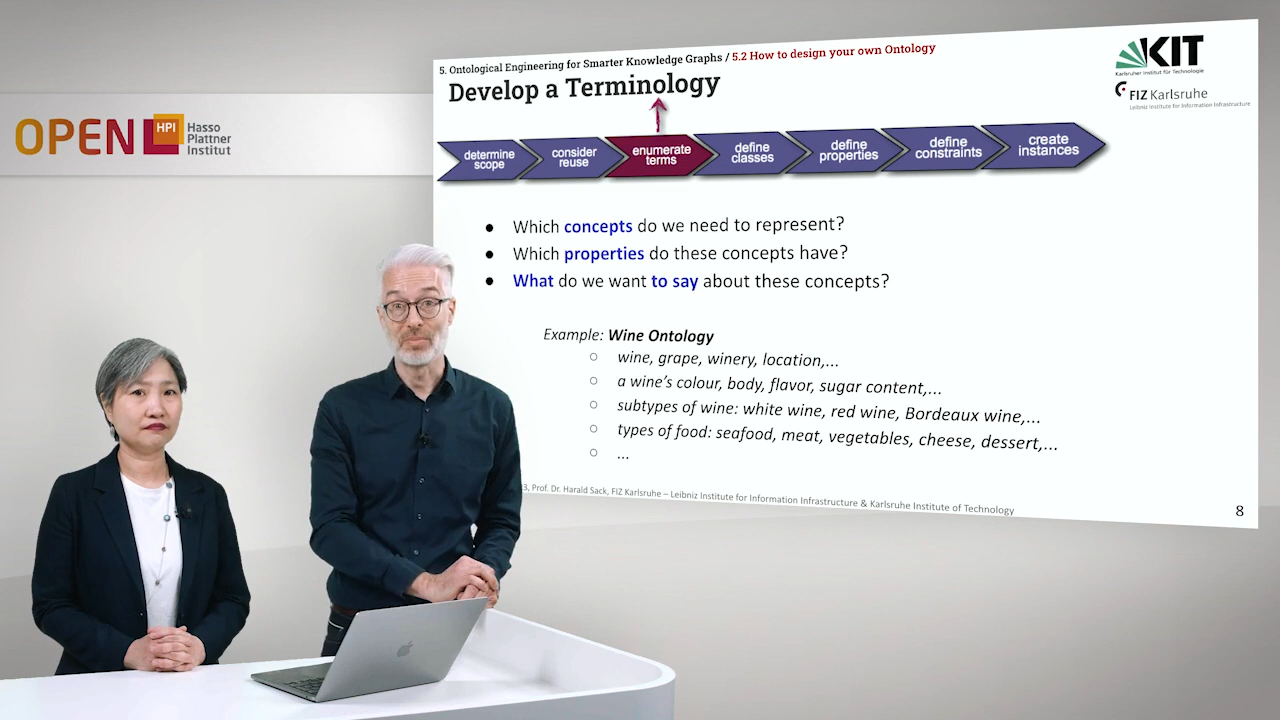 OPEN HPI Hasso
Plattner
Institut
5. Ontological Engineering for Smarter Knowledge Graphs / 5.2 How to design your own Ontology
Develop a Terminology
KIT
Karlsruher Institut für Technologie
FIZ Karlsruhe
Leibniz Institute for Information Infrastructure
determine
scope
consider
reuse
enumerate
terms
define
classes
define
properties
define
constraints
create
instances
● Which concepts do we need to represent?
● Which properties do these concepts have?
● What do we want to say about these concepts?
Example: Wine Ontology
○ wine, grape, winery, location,...
○ a wine's colour, body, flavor, sugar content,...
○ subtypes of wine: white wine, red wine, Bordeaux wine,...
○ types of food: seafood, meat, vegetables, cheese, dessert,...
○ ...
3, Prof. Dr. Harald Sack, FIZ Karlsruhe – Leibniz Institute for Information Infrastructure & Karlsruhe Institute of Technology
8